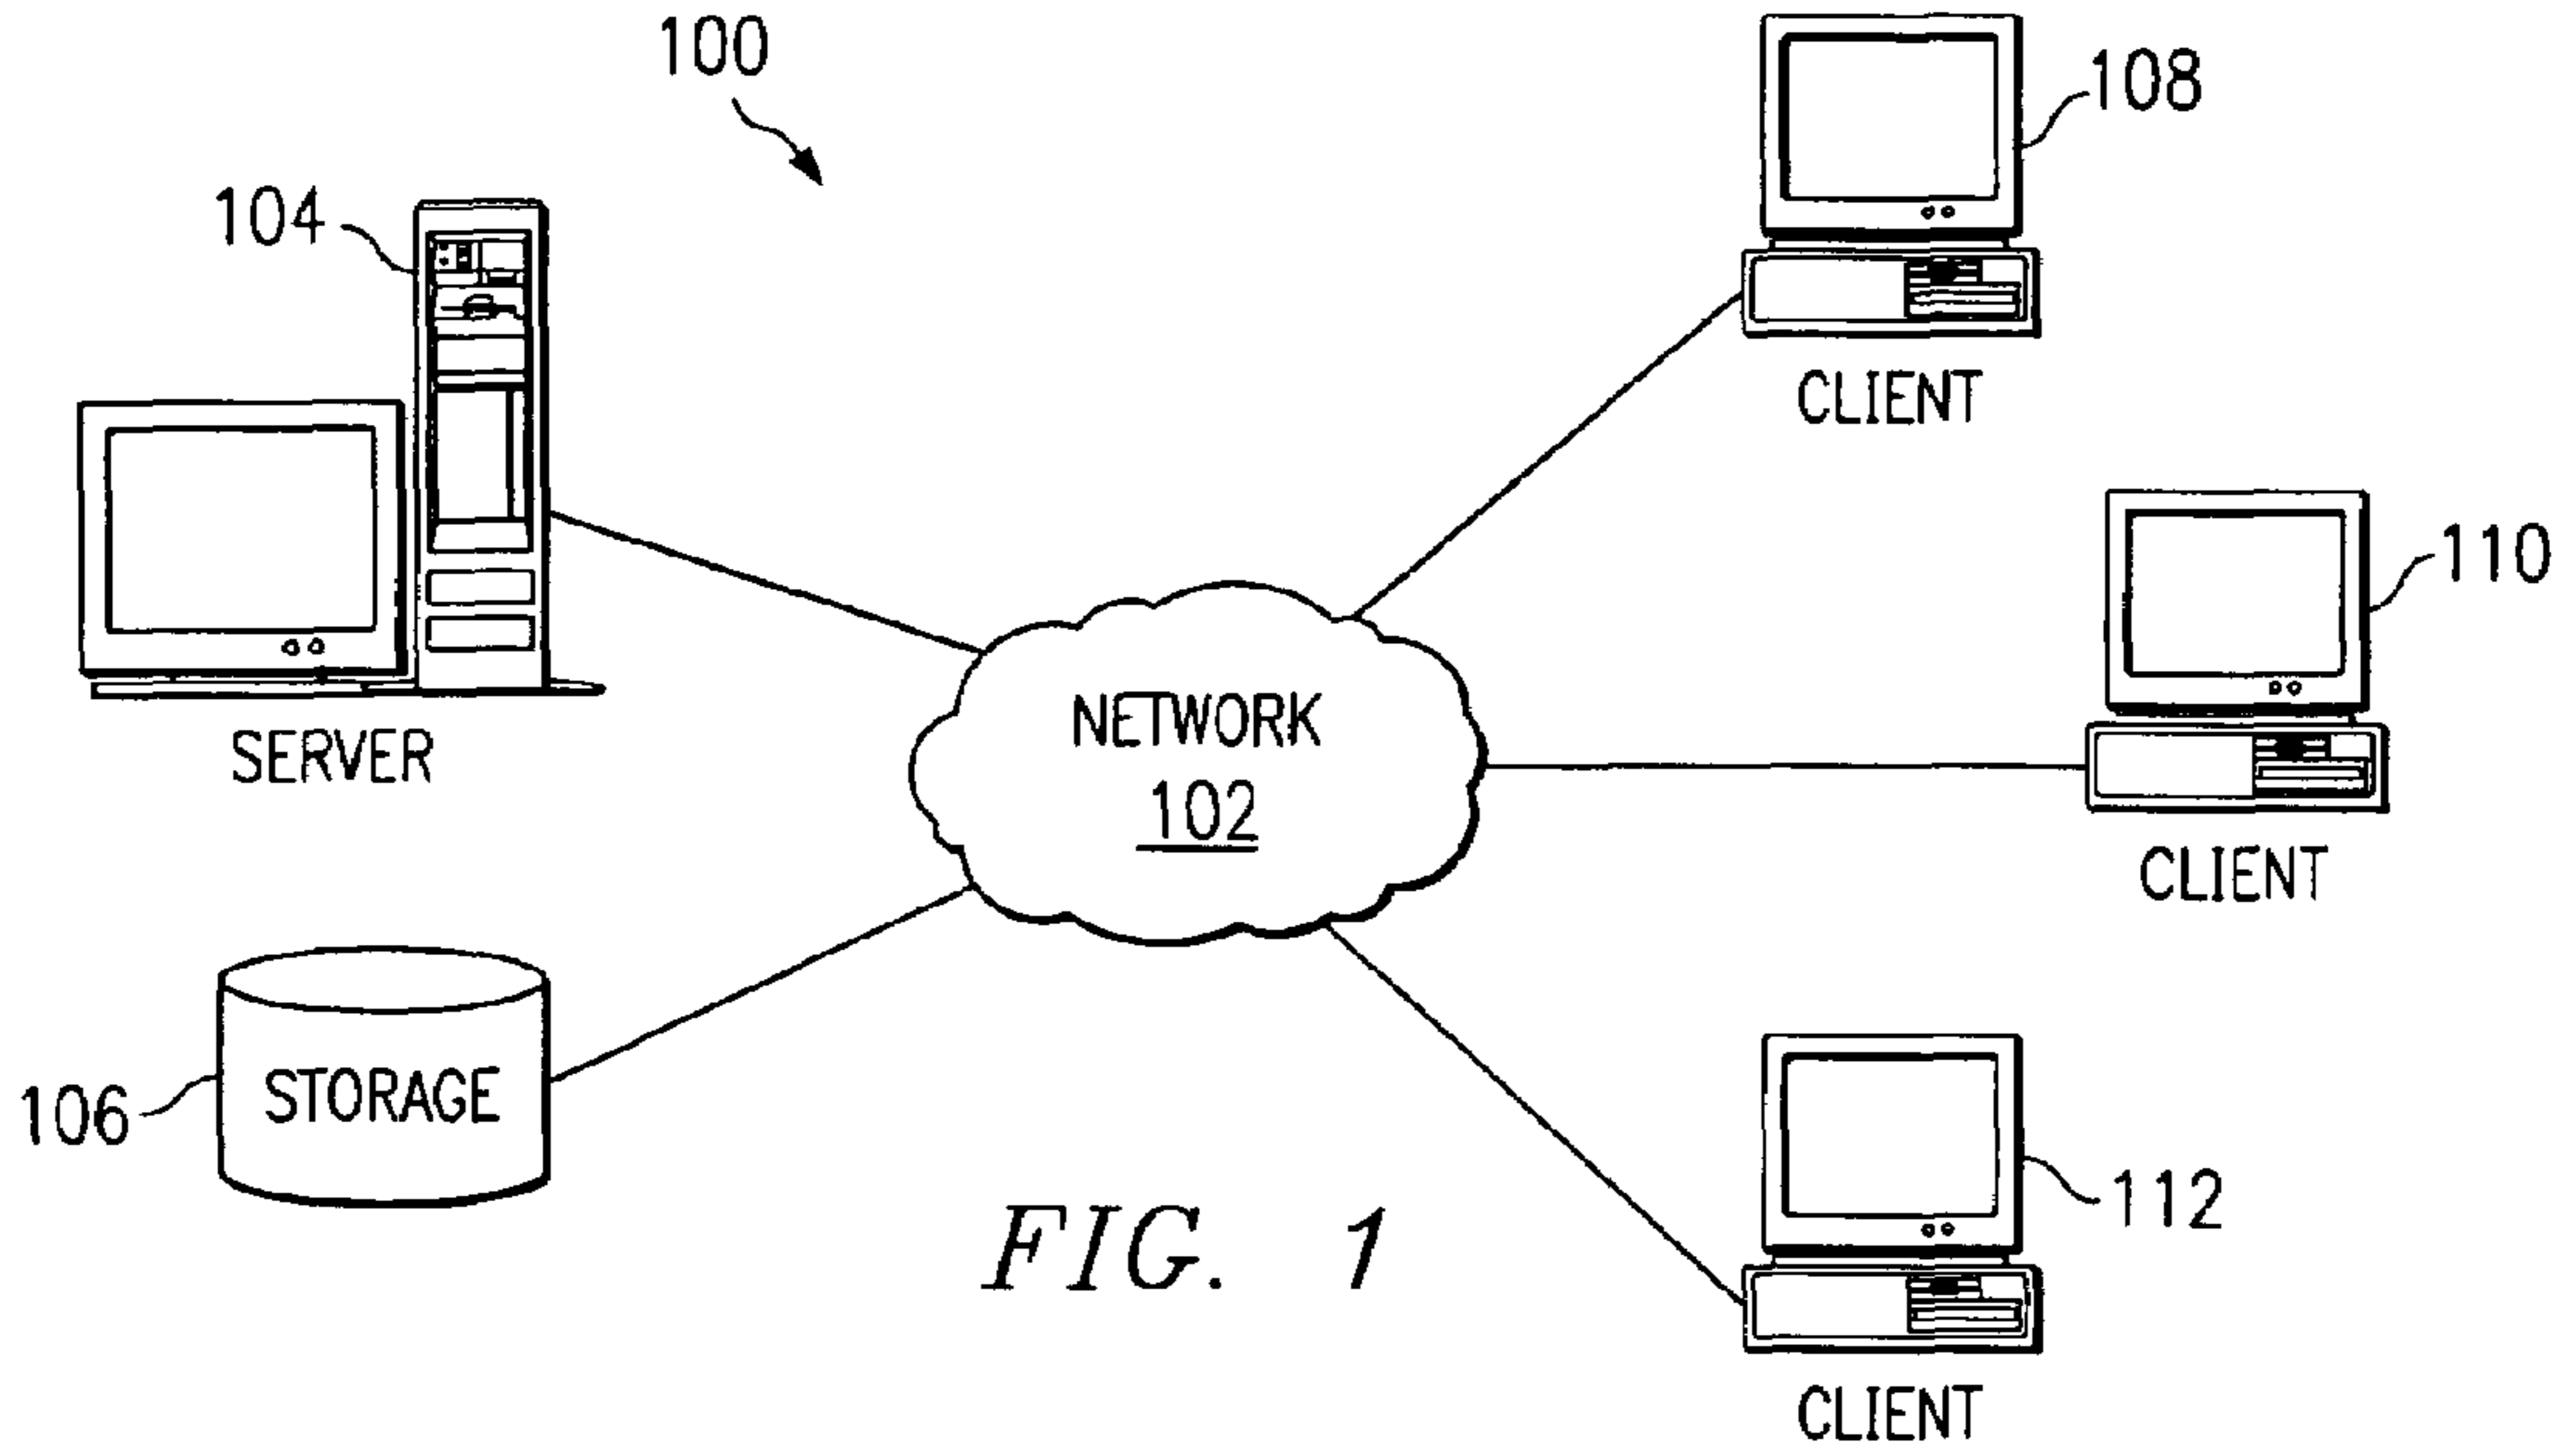 100
108
104
CLIENT
110
SERVER
NETWORK
102
CLIENT
STORAGE
106
112
FIG. 1
CLIENT